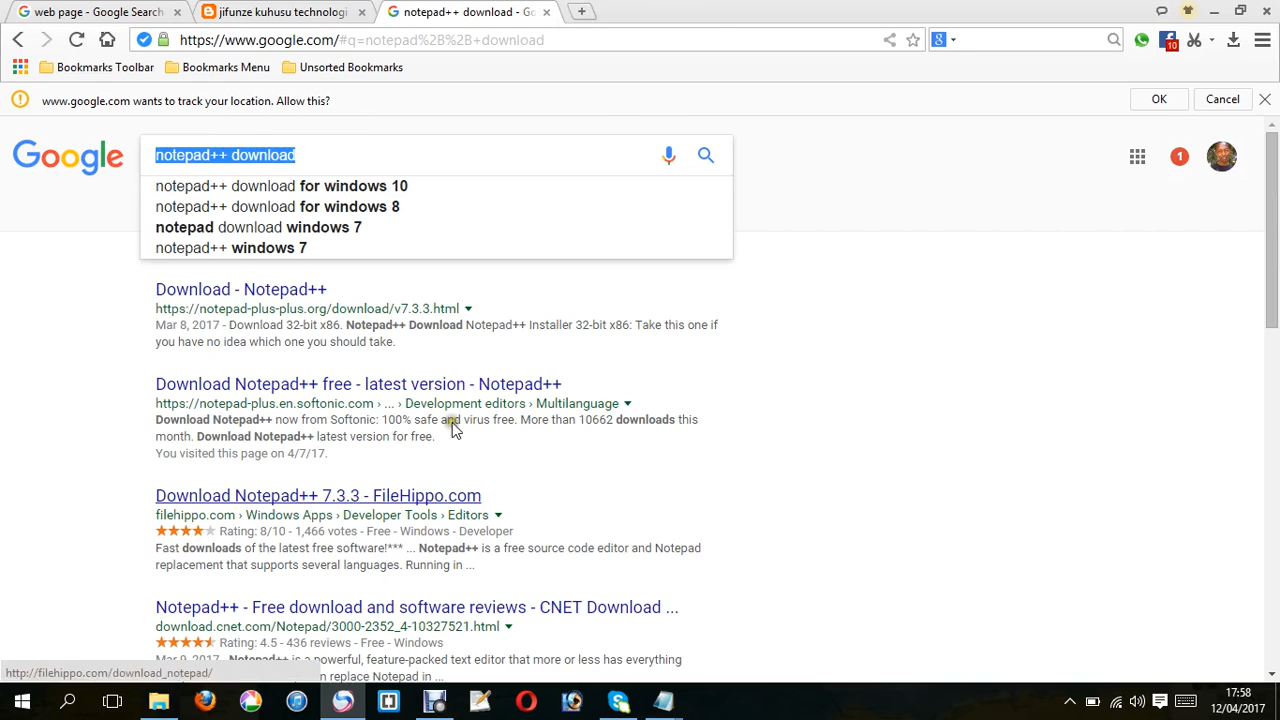 web page - Google Search
jifunze kuhusu technologi
notepad++ download - Go
https://www.google.com/#q=notepad%2B%2B+download
10
Bookmarks Toolbar
Bookmarks Menu
Unsorted Bookmarks
www.google.com wants to track your location. Allow this?
OK
Cancel
Google
notepad++ download
1
notepad++ download for windows 10
notepad++ download for windows 8
notepad download windows 7
notepad++ windows 7
Download - Notepad++
https://notepad-plus-plus.org/download/v7.3.3.html
Mar 8, 2017 - Download 32-bit x86. Notepad++ Download Notepad++ Installer 32-bit x86: Take this one if
you have no idea which one you should take.
Download Notepad++ free - latest version - Notepad++
https://notepad-plus.en.softonic.com › ... › Development editors › Multilanguage
Download Notepad++ now from Softonic: 100% safe and virus free. More than 10662 downloads this
month. Download Notepad++ latest version for free.
You visited this page on 4/7/17.
Download Notepad++ 7.3.3 - FileHippo.com
filehippo.com › Windows Apps › Developer Tools › Editors
Rating: 8/10 - 1,466 votes - Free - Windows - Developer
Fast downloads of the latest free software!*** ... Notepad++ is a free source code editor and Notepad
replacement that supports several languages. Running in ...
Notepad++ - Free download and software reviews - CNET Download ...
download.cnet.com/Notepad/3000-2352_4-10327521.html
Rating: 4.5 - 436 reviews - Free - Windows
Mar 9, 2017 - Notepad++ is a powerful, feature-packed text editor that more or less has everything
http://filehippo.com/download_notepad/
n replace Notepad in ...
17:58
12/04/2017